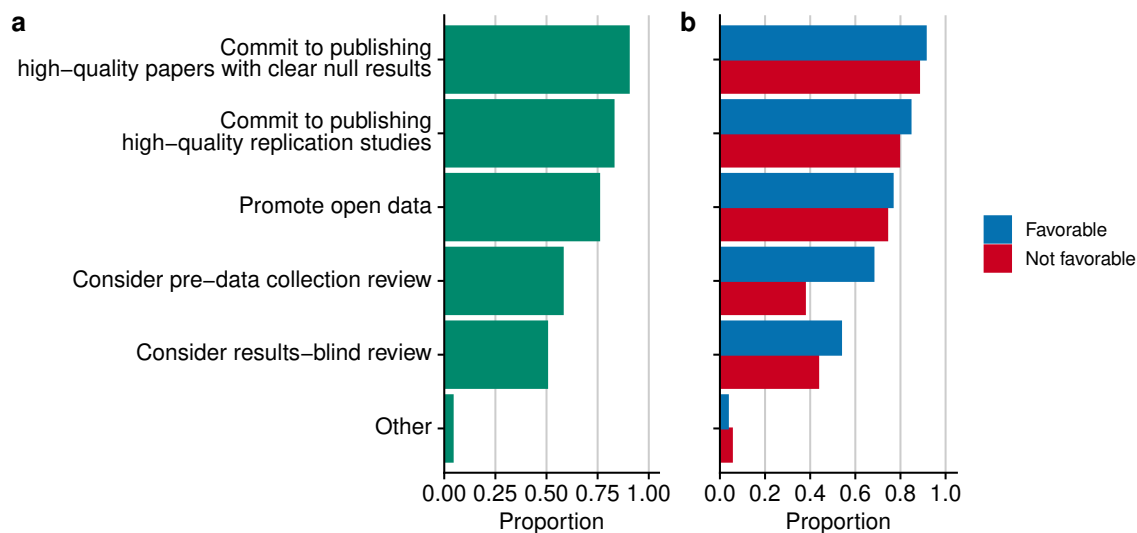 a
Commit to publishing
high−quality papers with clear null results
Commit to publishing
high−quality replication studies
Promote open data
Consider pre−data collection review
Consider results−blind review
Other
0.00 0.25 0.50 0.75 1.00
Proportion
b
0.0 0.2 0.4 0.6 0.8 1.0
Proportion
Favorable
Not favorable